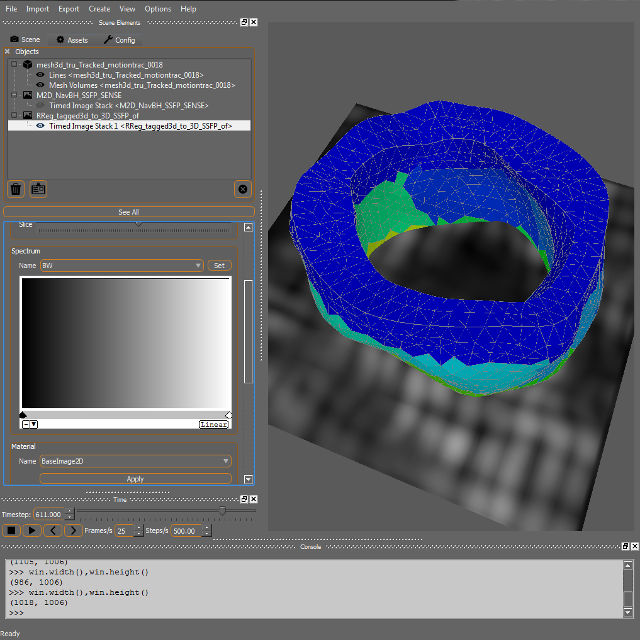 File Import Export Create View Options Help
Scene Elements
Scene Assets Config
Objects
mesh3d_tru_Tracked_motiontrac_0018
Lines <mesh3d_tru_Tracked_motiontrac_0018>
Mesh Volumes <mesh3d_tru_Tracked_motiontrac_0018>
M2D_NavBH_SSFP_SENSE
Timed Image Stack <M2D_NavBH_SSFP_SENSE>
RReg_tagged3d_to_3D_SSFP_of
Timed Image Stack 1 <RReg_tagged3d_to_3D_SSFP_of>
See All
Slice
Spectrum
Name BW Set
Linear
Material
Name BaseImage2D
Apply
Time
Timestep: 611.000
Frames/s 25 Steps/s 500.00
Console
(1105, 1006)
>>> win.width(),win.height()
(986, 1006)
>>> win.width(),win.height()
(1018, 1006)
>>>
Ready